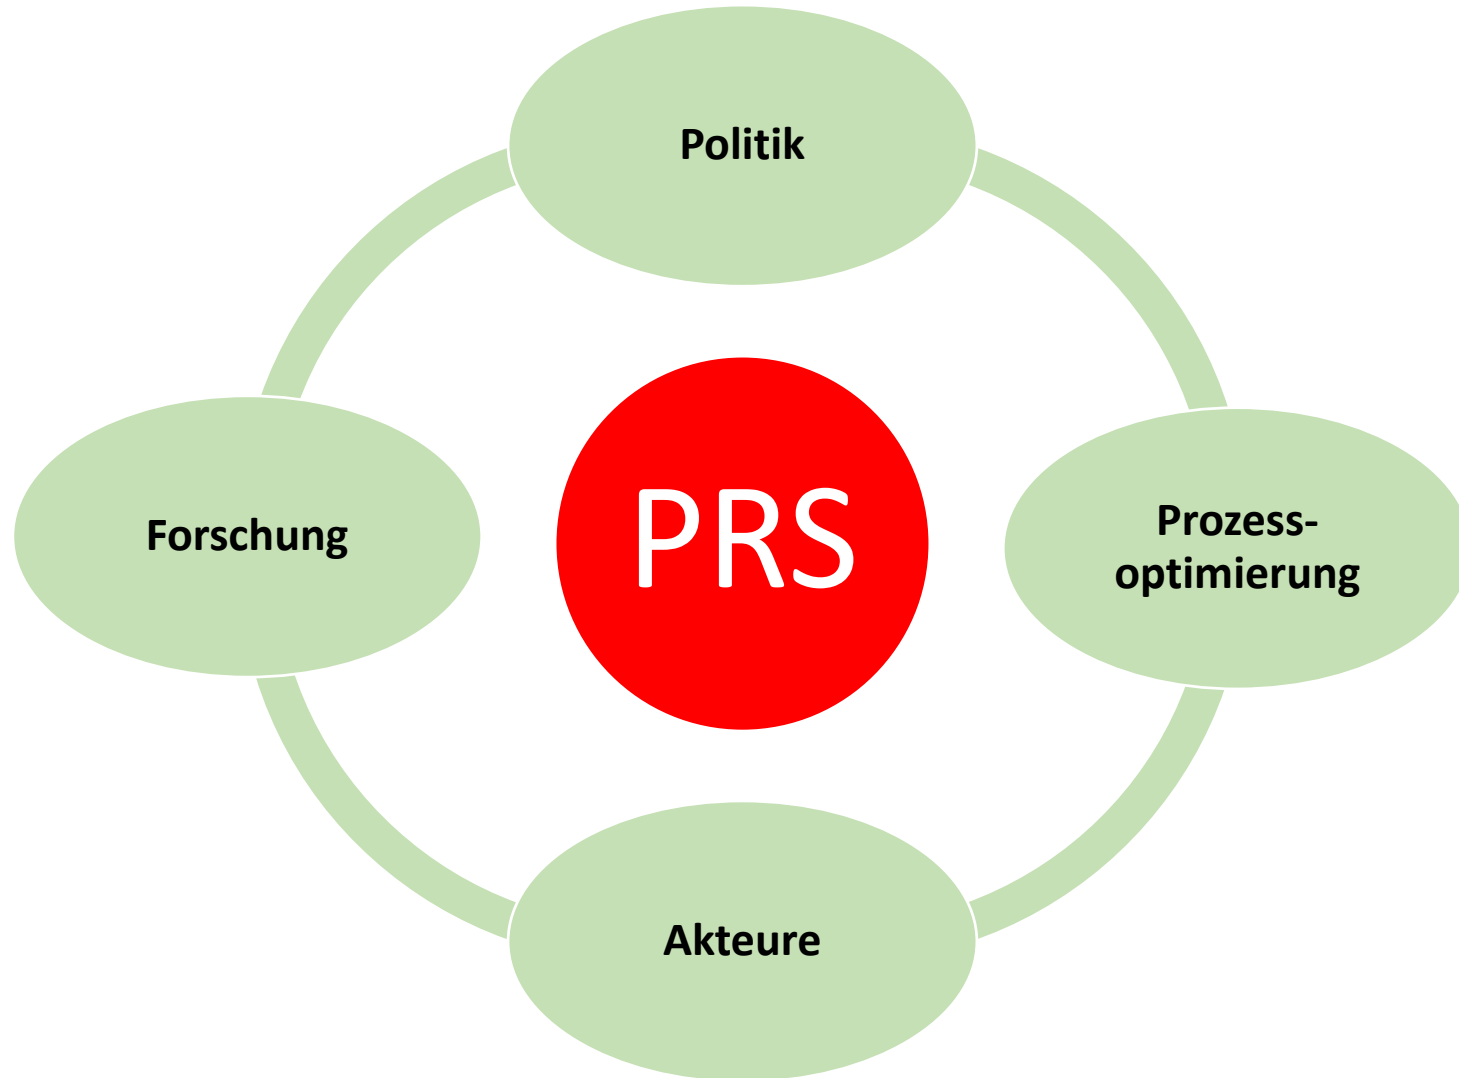 Politik
Forschung
PRS
Prozess-
optimierung
Akteure